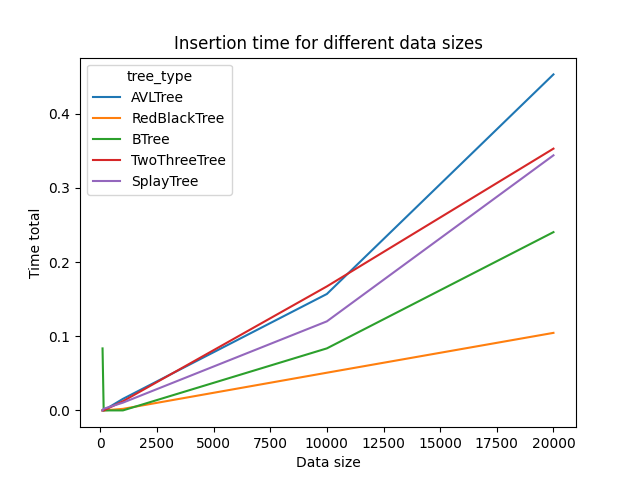 Insertion time for different data sizes
tree_type
AVLTree
RedBlackTree
BTree
TwoThreeTree
SplayTree
Time total
0.4
0.3
0.2
0.1
0.0
0 2500 5000 7500 10000 12500 15000 17500 20000
Data size